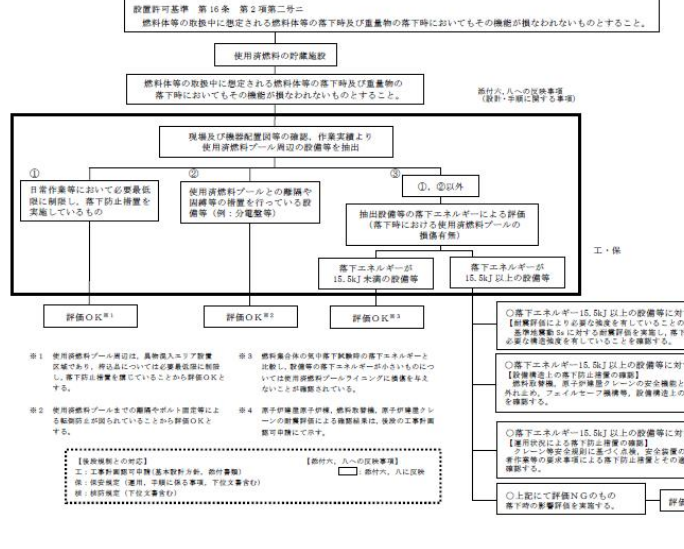 設置許可基準 第16条 第2項第二号ニ
燃料体等の取扱中に想定される燃料体等の落下時及び重量物の落下時においてもその機能が損なわれないものとすること。
使用済燃料の貯蔵施設
燃料体等の取扱中に想定される燃料体等の落下時及び重量物の
落下時においてもその機能が損なわれないものとすること。
添付六、八への反映事項
(設計・手順に関する事項)
現場及び機器配置図等の確認、作業実績より
使用済燃料プール周辺の設備等を抽出
①
日常作業等において必要最低
限に制限し、落下防止措置を
実施しているもの
②
使用済燃料プールとの離隔や
固縛等の措置を行っている設
備等(例:分電盤等)
③
①、②以外
抽出設備等の落下エネルギーによる評価
(落下時における使用済燃料プールの
損傷有無)
工・保
落下エネルギーが
15.5kJ未満の設備等
落下エネルギーが
15.5kJ以上の設備等
評価OK※1
評価OK※2
評価OK※3
○落下エネルギー15.5kJ以上の設備等に対
【耐震評価により必要な強度を有していることの
基準地震動Ssに対する耐震評価を実施し、落下
必要な構造強度を有していることを確認する。
○落下エネルギー15.5kJ以上の設備等に対
【設備構造上の落下防止措置の確認】
燃料取替機、原子炉建屋クレーンの安全機能と
外れ止め、フェイルセーフ機構等、設備構造上の
を確認する。
○落下エネルギー15.5kJ以上の設備等に対
【運用状況による落下防止措置の確認】
クレーン等安全規則に基づく点検、安全装置の
者作業等の要求事項による落下防止措置とその適
確認する。
○上記にて評価NGのもの
落下時の影響評価を実施する。
評価
※1 使用済燃料プール周辺は、異物混入エリア設置
区域であり、持込品については必要最低限に制限
し、落下防止措置を講じていることから評価OKと
する。
※2 使用済燃料プールまでの離隔やボルト固定等によ
る転倒防止が図られていることから評価OKと
する。
※3 燃料集合体の気中落下試験時の落下エネルギーと
比較し、設備等の落下エネルギーが小さいものにつ
いては使用済燃料プールライニングに損傷を与え
ないことが確認されている。
※4 原子炉建屋原子炉棟、燃料取替機、原子炉建屋クレ
ーンの耐震評価による確認結果は、後段の工事計画
認可申請にて示す。
【後段規制との対応】
工:工事計画認可申請(基本設計方針、添付書類)
保:保安規定(運用、手順に係る事項、下位文書含む)
核:核防規定(下位文書含む)
【添付六、八への反映事項】
:添付六、八に反映